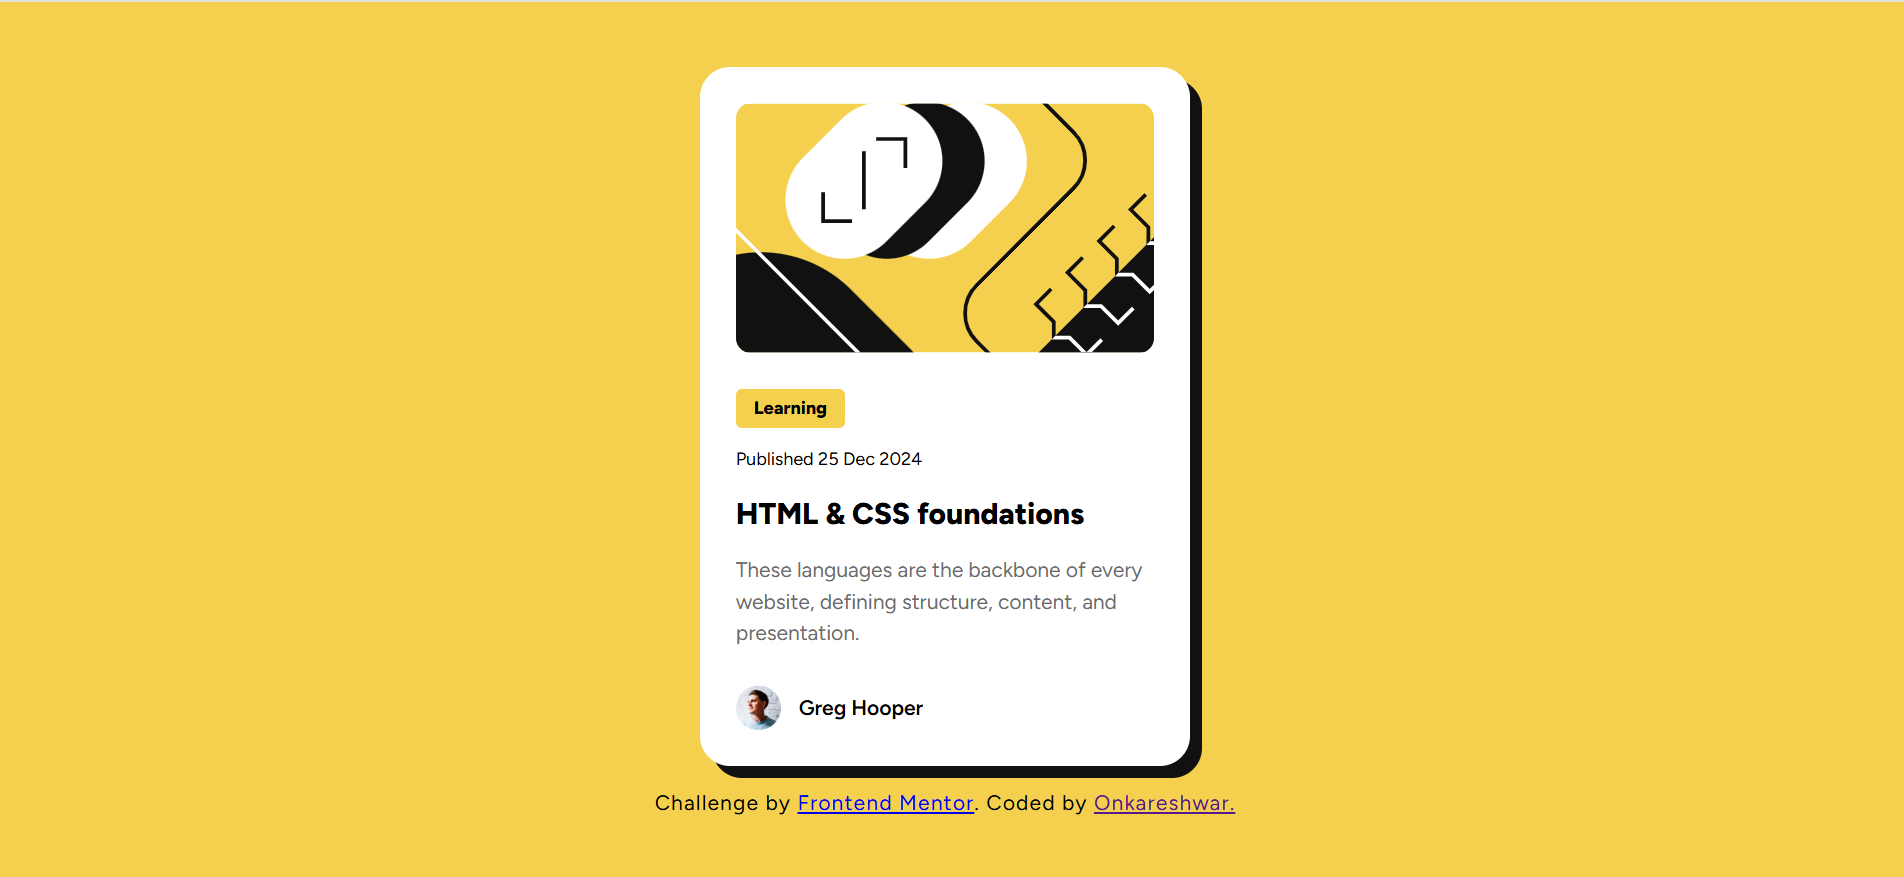 Learning
Published 25 Dec 2024
HTML & CSS foundations
These languages are the backbone of every
website, defining structure, content, and
presentation.
Greg Hooper
Challenge by Frontend Mentor. Coded by Onkareshwar.